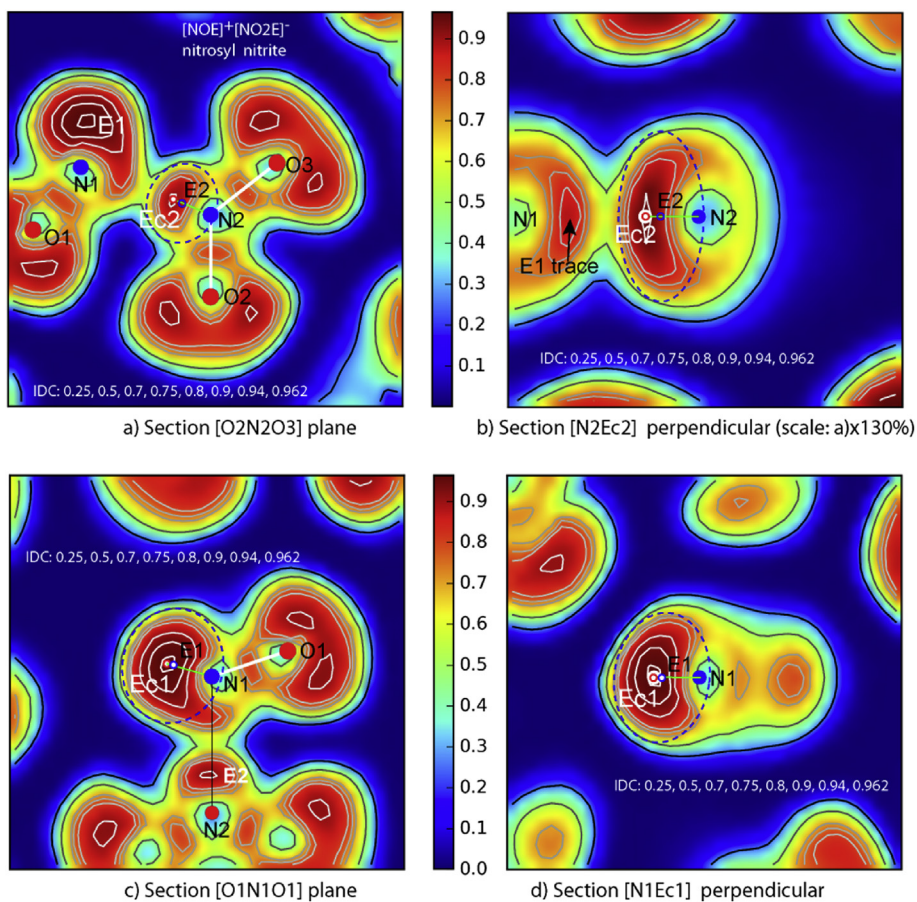 [NOE]+[NO2E]-
nitrosyl nitrite
E1
N1
O1
O3
E2
N2
Ec2
O2
IDC: 0.25, 0.5, 0.7, 0.75, 0.8, 0.9, 0.94, 0.962
a) Section [O2N2O3] plane
0.9
0.8
0.7
0.6
0.5
0.4
0.3
0.2
0.1
N1
E2
N2
Ec2
E1 trace
IDC: 0.25, 0.5, 0.7, 0.75, 0.8, 0.9, 0.94, 0.962
b) Section [N2Ec2] perpendicular (scale: a)x130%)
IDC: 0.25, 0.5, 0.7, 0.75, 0.8, 0.9, 0.94, 0.962
E1
O1
Ec1
N1
E2
N2
c) Section [O1N1O1] plane
0.9
0.8
0.7
0.6
0.5
0.4
0.3
0.2
0.1
0.0
E1
N1
Ec1
IDC: 0.25, 0.5, 0.7, 0.75, 0.8, 0.9, 0.94, 0.962
d) Section [N1Ec1] perpendicular